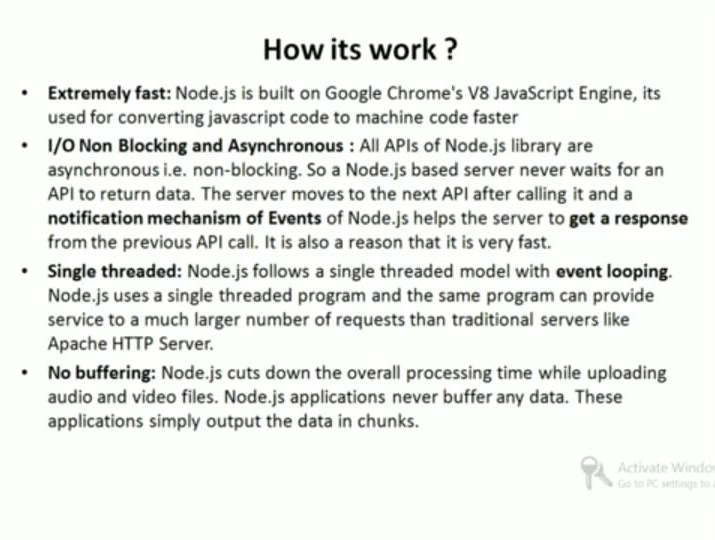 How its work ?
• Extremely fast: Node.js is built on Google Chrome's V8 JavaScript Engine, its
used for converting javascript code to machine code faster
• I/O Non Blocking and Asynchronous : All APIs of Node.js library are
asynchronous i.e. non-blocking. So a Node.js based server never waits for an
API to return data. The server moves to the next API after calling it and a
notification mechanism of Events of Node.js helps the server to get a response
from the previous API call. It is also a reason that it is very fast.
• Single threaded: Node.js follows a single threaded model with event looping.
Node.js uses a single threaded program and the same program can provide
service to a much larger number of requests than traditional servers like
Apache HTTP Server.
• No buffering: Node.js cuts down the overall processing time while uploading
audio and video files. Node.js applications never buffer any data. These
applications simply output the data in chunks.
Activate Windo
Go to PC settings to